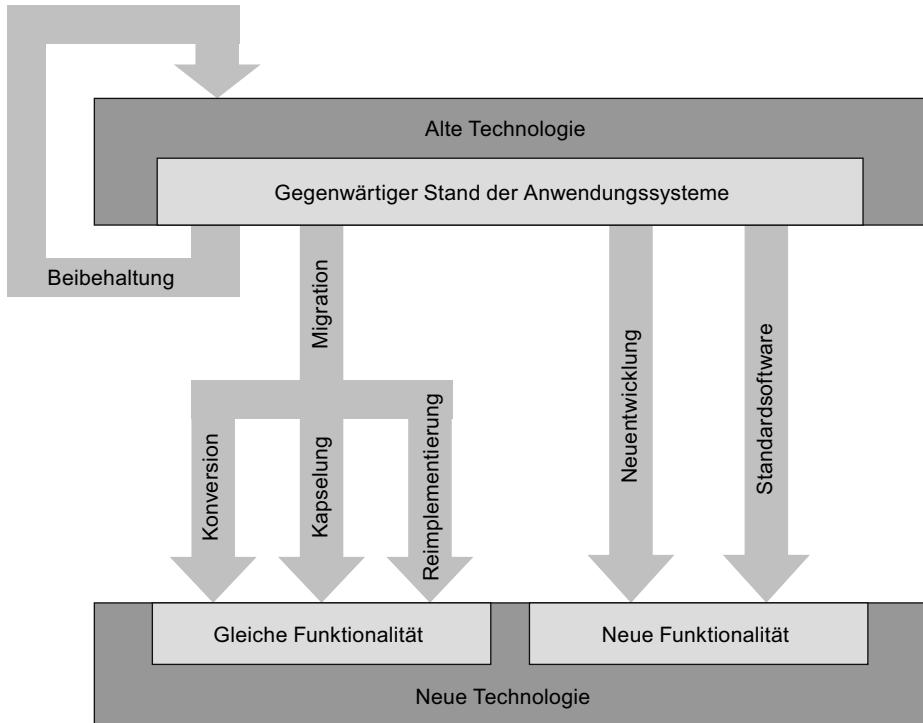 Alte Technologie
Gegenwärtiger Stand der Anwendungssysteme
Beibehaltung
Migration
Neuentwicklung
Standardsoftware
Konversion
Kapselung
Reimplementierung
Gleiche Funktionalität
Neue Funktionalität
Neue Technologie